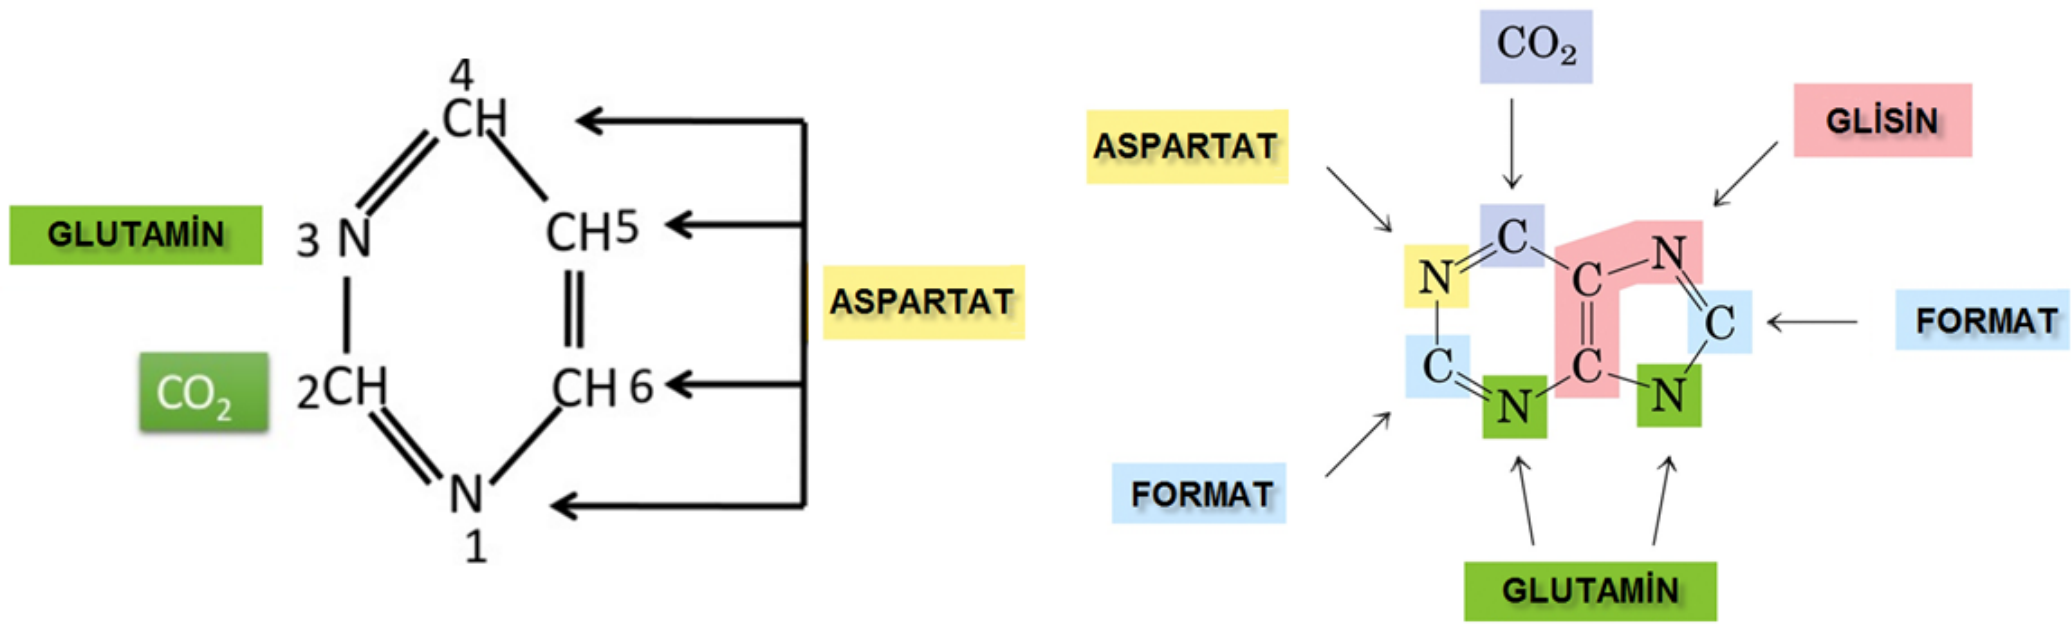 4
CH
GLUTAMİN
3 N
CH5
ASPARTAT
CO₂
2CH
CH 6
N
1
CO₂
ASPARTAT
GLİSİN
C
N
N
C
C
FORMAT
C
C
N
N
FORMAT
GLUTAMİN